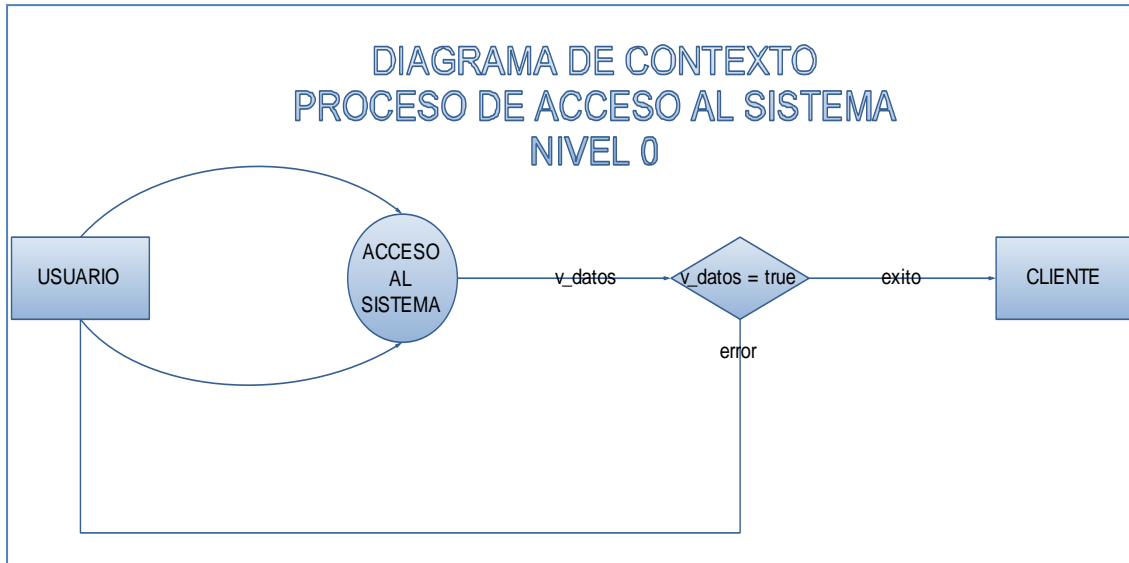 DIAGRAMA DE CONTEXTO
PROCESO DE ACCESO AL SISTEMA
NIVEL 0
USUARIO
ACCESO
AL
SISTEMA
v_datos
v_datos = true
exito
CLIENTE
error